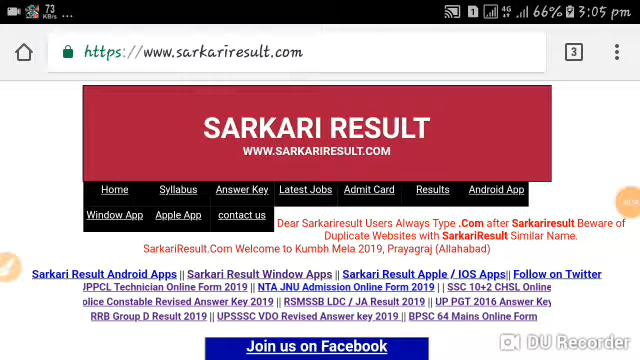 73
KB/s
...
1
4G
66%
3:05 pm
https://www.sarkariresult.com
3
SARKARI RESULT
WWW.SARKARIRESULT.COM
Home Syllabus Answer Key Latest Jobs Admit Card Results Android App
Window App Apple App contact us
Dear Sarkariresult Users Always Type .Com after Sarkariresult Beware of
Duplicate Websites with SarkariResult Similar Name.
SarkariResult.Com Welcome to Kumbh Mela 2019, Prayagraj (Allahabad)
Sarkari Result Android Apps || Sarkari Result Window Apps || Sarkari Result Apple / IOS Apps|| Follow on Twitter
JPPCL Technician Online Form 2019 || NTA JNU Admission Online Form 2019 || SSC 10+2 CHSL Online
olice Constable Revised Answer Key 2019 || RSMSSB LDC / JA Result 2019 || UP PGT 2016 Answer Key
RRB Group D Result 2019 || UPSSSC VDO Revised Answer key 2019 || BPSC 64 Mains Online Form
Join us on Facebook
DU Recorder